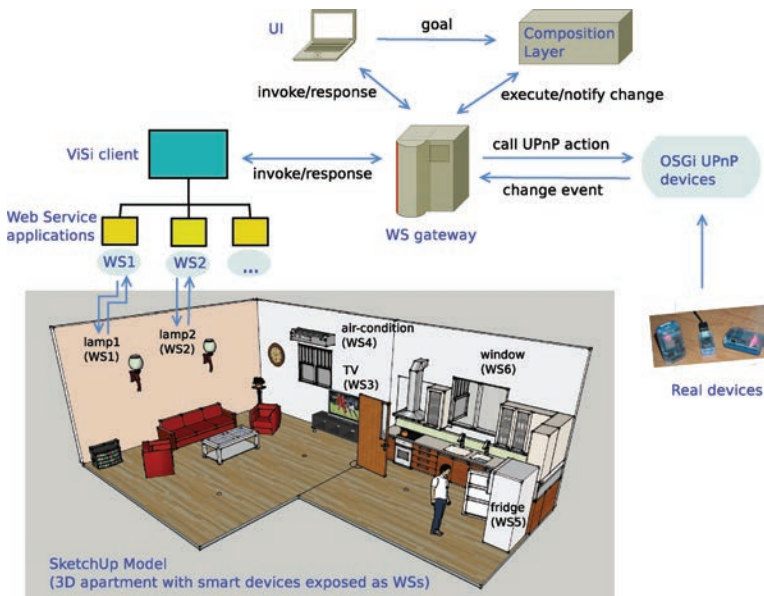 UI
goal
Composition
Layer
invoke/response
execute/notify change
ViSi client
invoke/response
call UPnP action
change event
OSGi UPnP
devices
Web Service
applications
WS gateway
WS1
WS2
...
lamp1
(WS1)
lamp2
(WS2)
air-condition
(WS4)
TV
(WS3)
window
(WS6)
Real devices
fridge
(WS5)
SketchUp Model
(3D apartment with smart devices exposed as WSs)